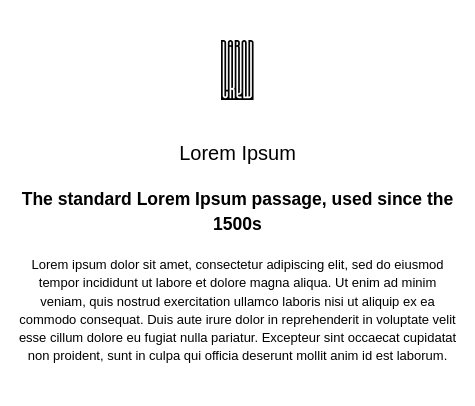 Lorem Ipsum
The standard Lorem Ipsum passage, used since the
1500s
Lorem ipsum dolor sit amet, consectetur adipiscing elit, sed do eiusmod
tempor incididunt ut labore et dolore magna aliqua. Ut enim ad minim
veniam, quis nostrud exercitation ullamco laboris nisi ut aliquip ex ea
commodo consequat. Duis aute irure dolor in reprehenderit in voluptate velit
esse cillum dolore eu fugiat nulla pariatur. Excepteur sint occaecat cupidatat
non proident, sunt in culpa qui officia deserunt mollit anim id est laborum.